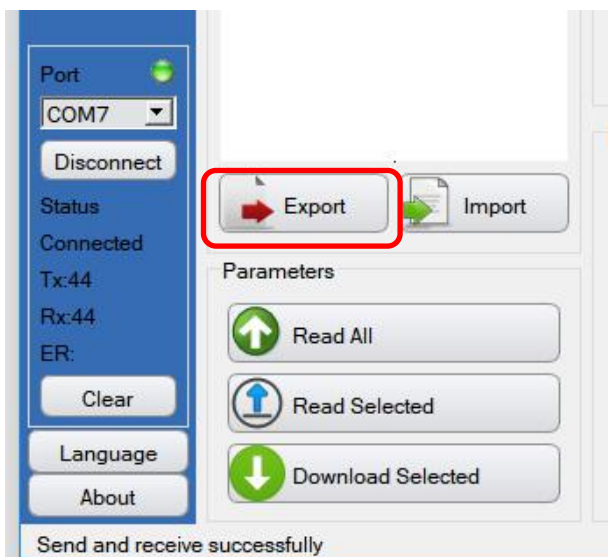 Port
COM7
Disconnect
Status
Connected
Tx:44
Rx:44
ER:
Clear
Language
About
Export
Import
Parameters
Read All
Read Selected
Download Selected
Send and receive successfully